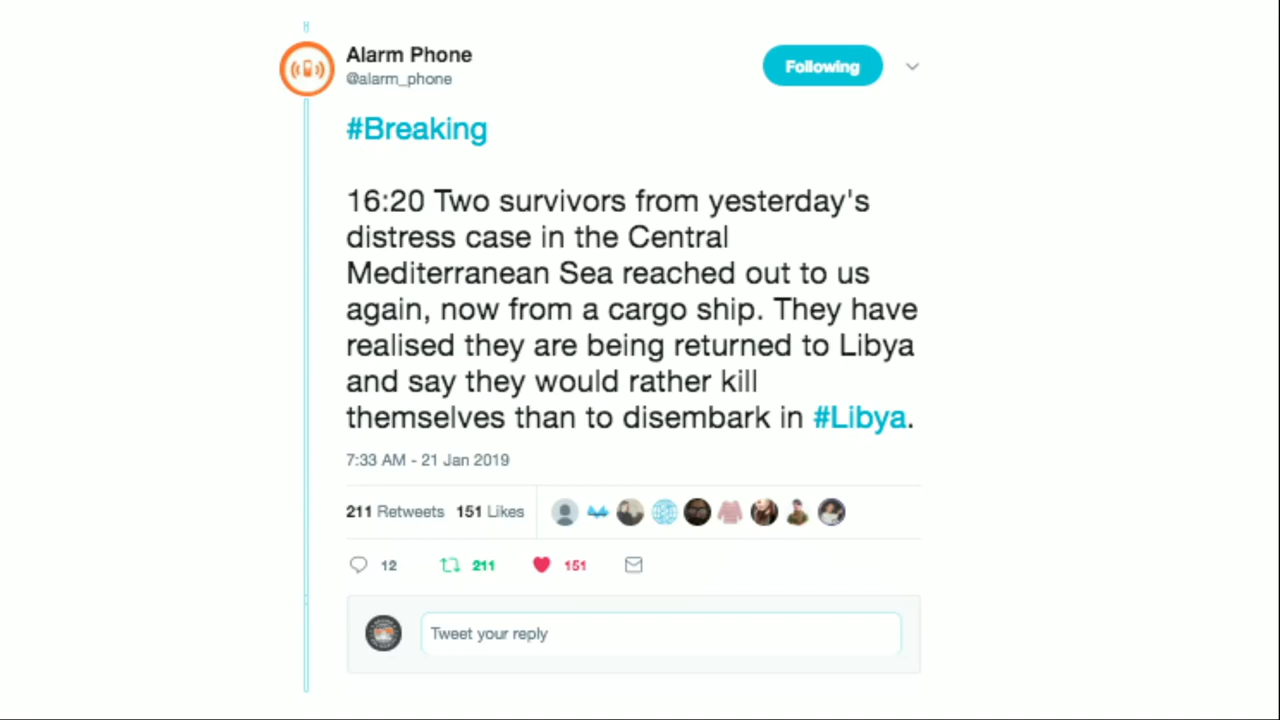 Alarm Phone
@alarm_phone
Following
#Breaking
16:20 Two survivors from yesterday's
distress case in the Central
Mediterranean Sea reached out to us
again, now from a cargo ship. They have
realised they are being returned to Libya
and say they would rather kill
themselves than to disembark in #Libya.
7:33 AM - 21 Jan 2019
211 Retweets 151 Likes
12 211 151
Tweet your reply